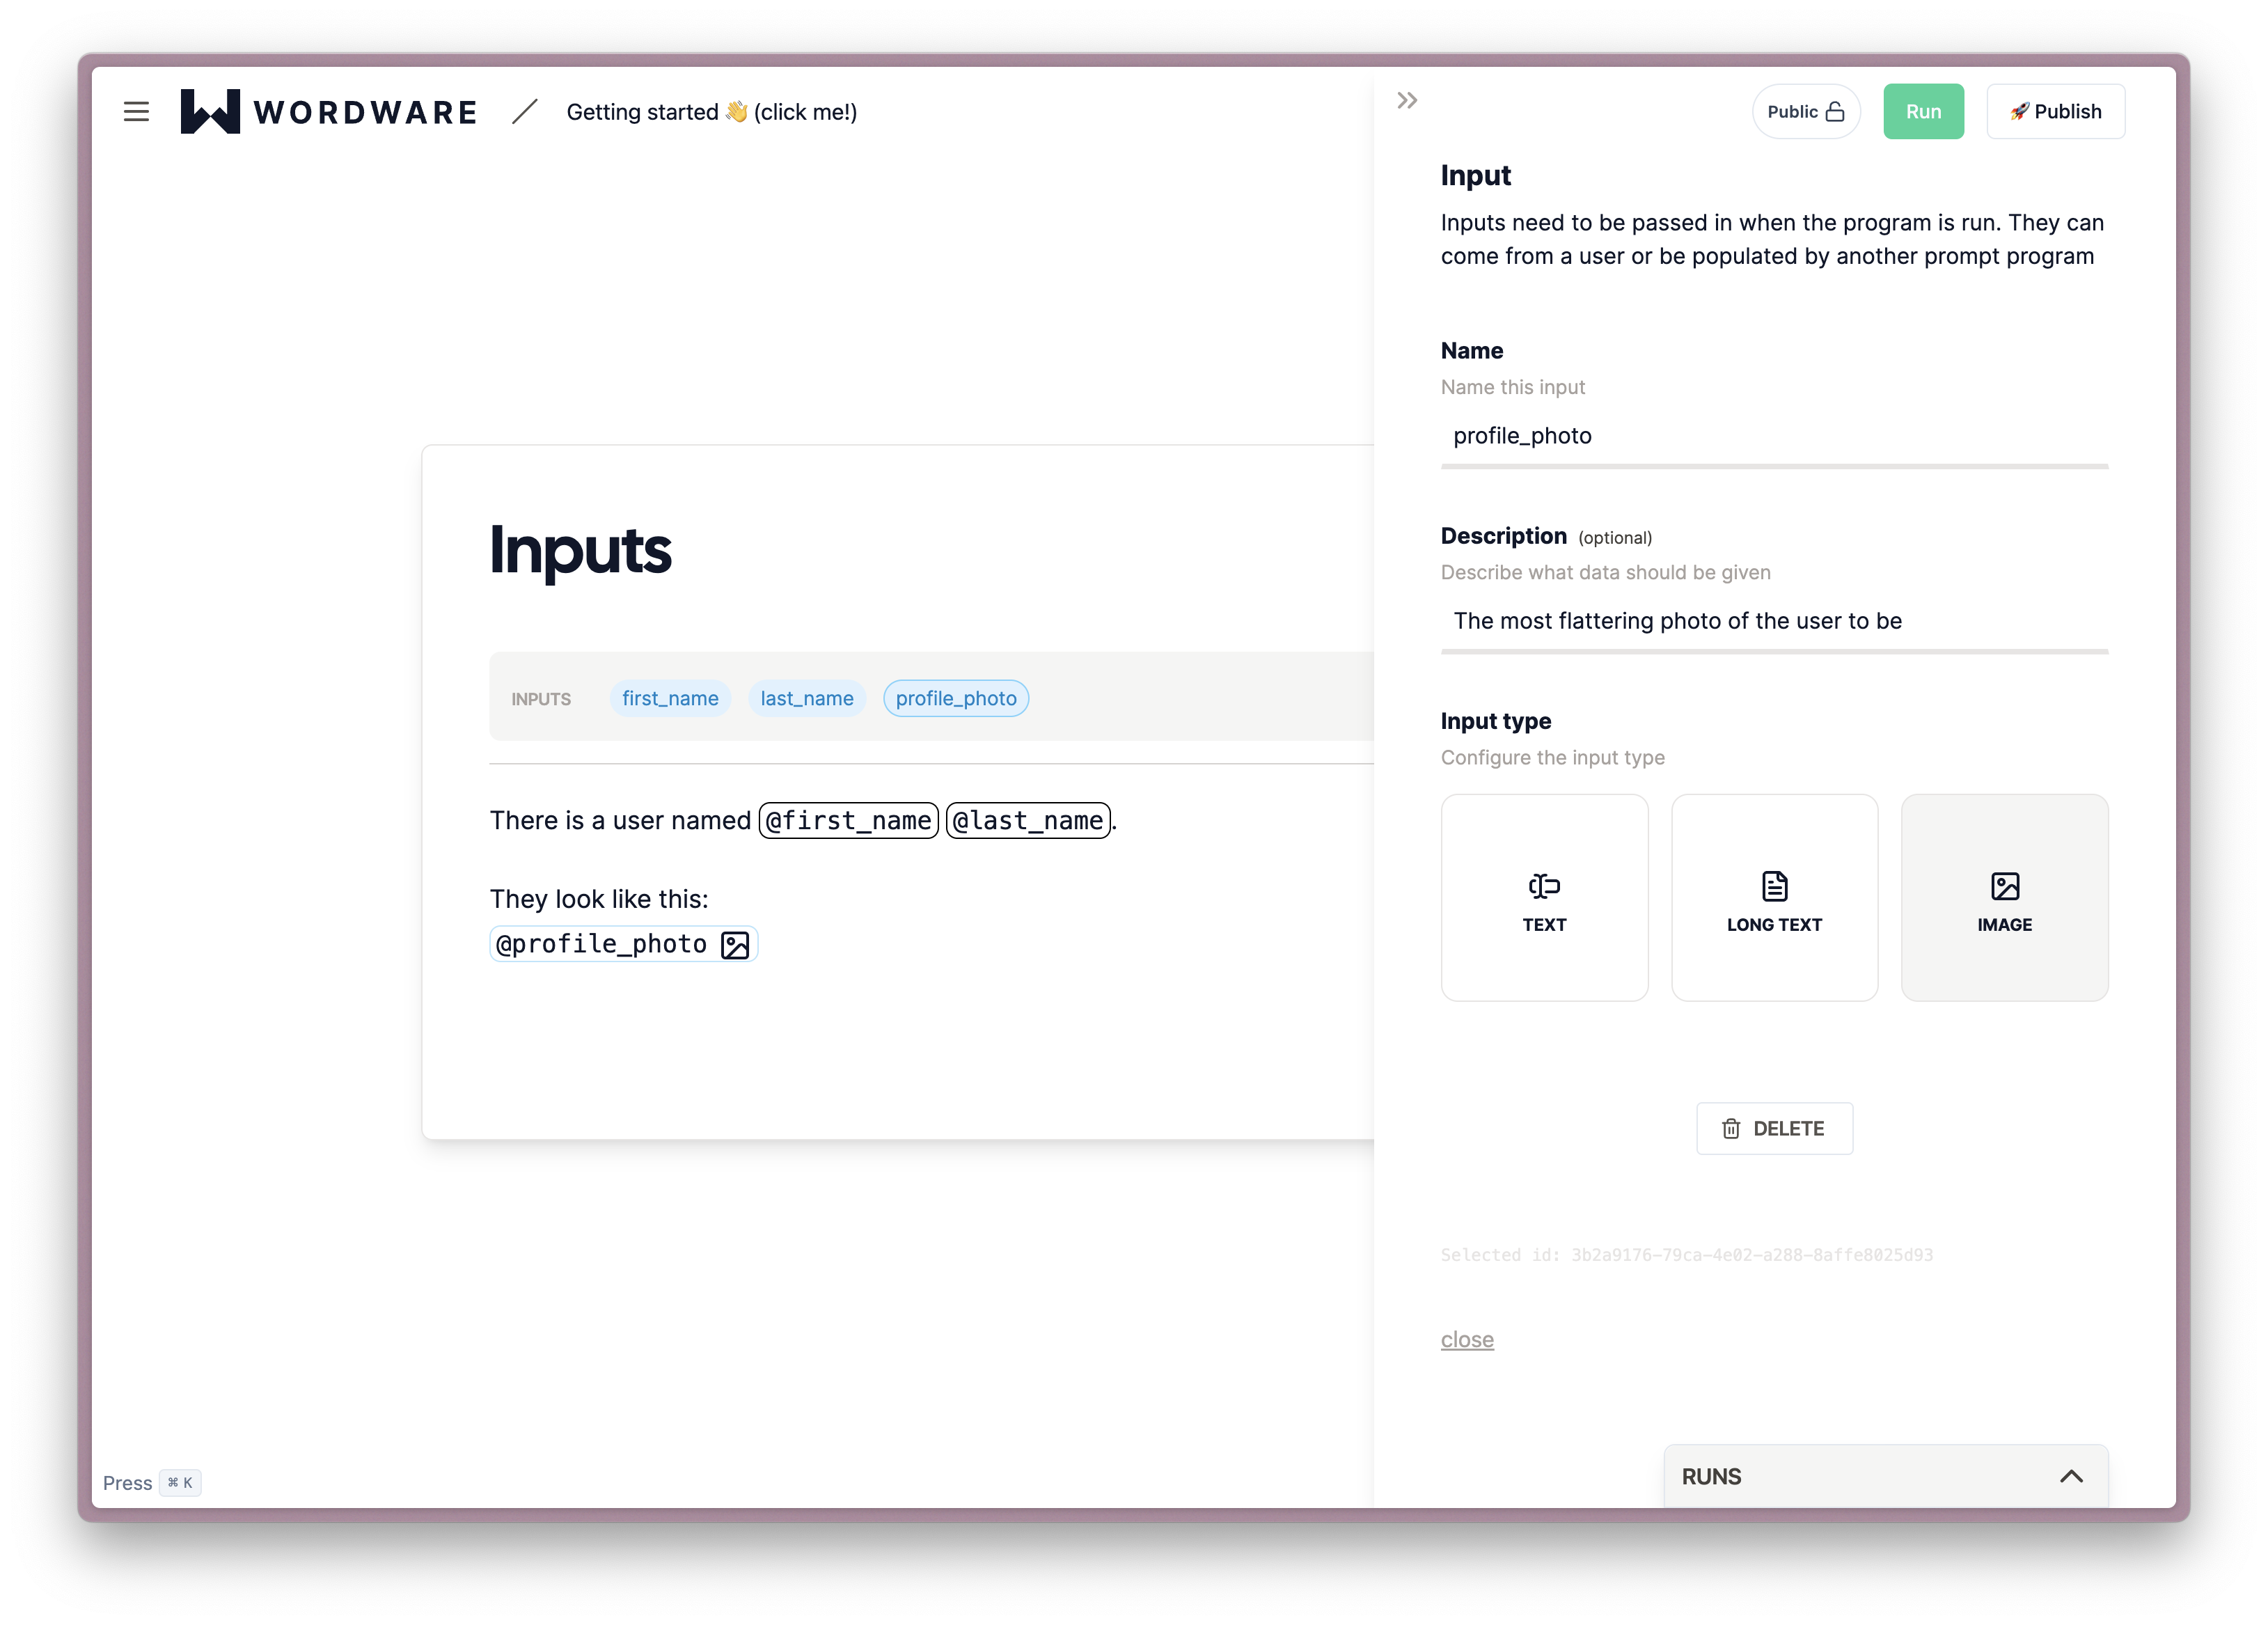 WORDWARE / Getting started 👋 (click me!)
Public
Run
🚀 Publish
Inputs
INPUTS first_name last_name profile_photo
There is a user named @first_name @last_name.
They look like this:
@profile_photo
Press ⌘ K
Input
Inputs need to be passed in when the program is run. They can
come from a user or be populated by another prompt program
Name
Name this input
profile_photo
Description (optional)
Describe what data should be given
The most flattering photo of the user to be
Input type
Configure the input type
TEXT
LONG TEXT
IMAGE
DELETE
Selected id: 3b2a9176-79ca-4e02-a288-8affe8025d93
close
RUNS